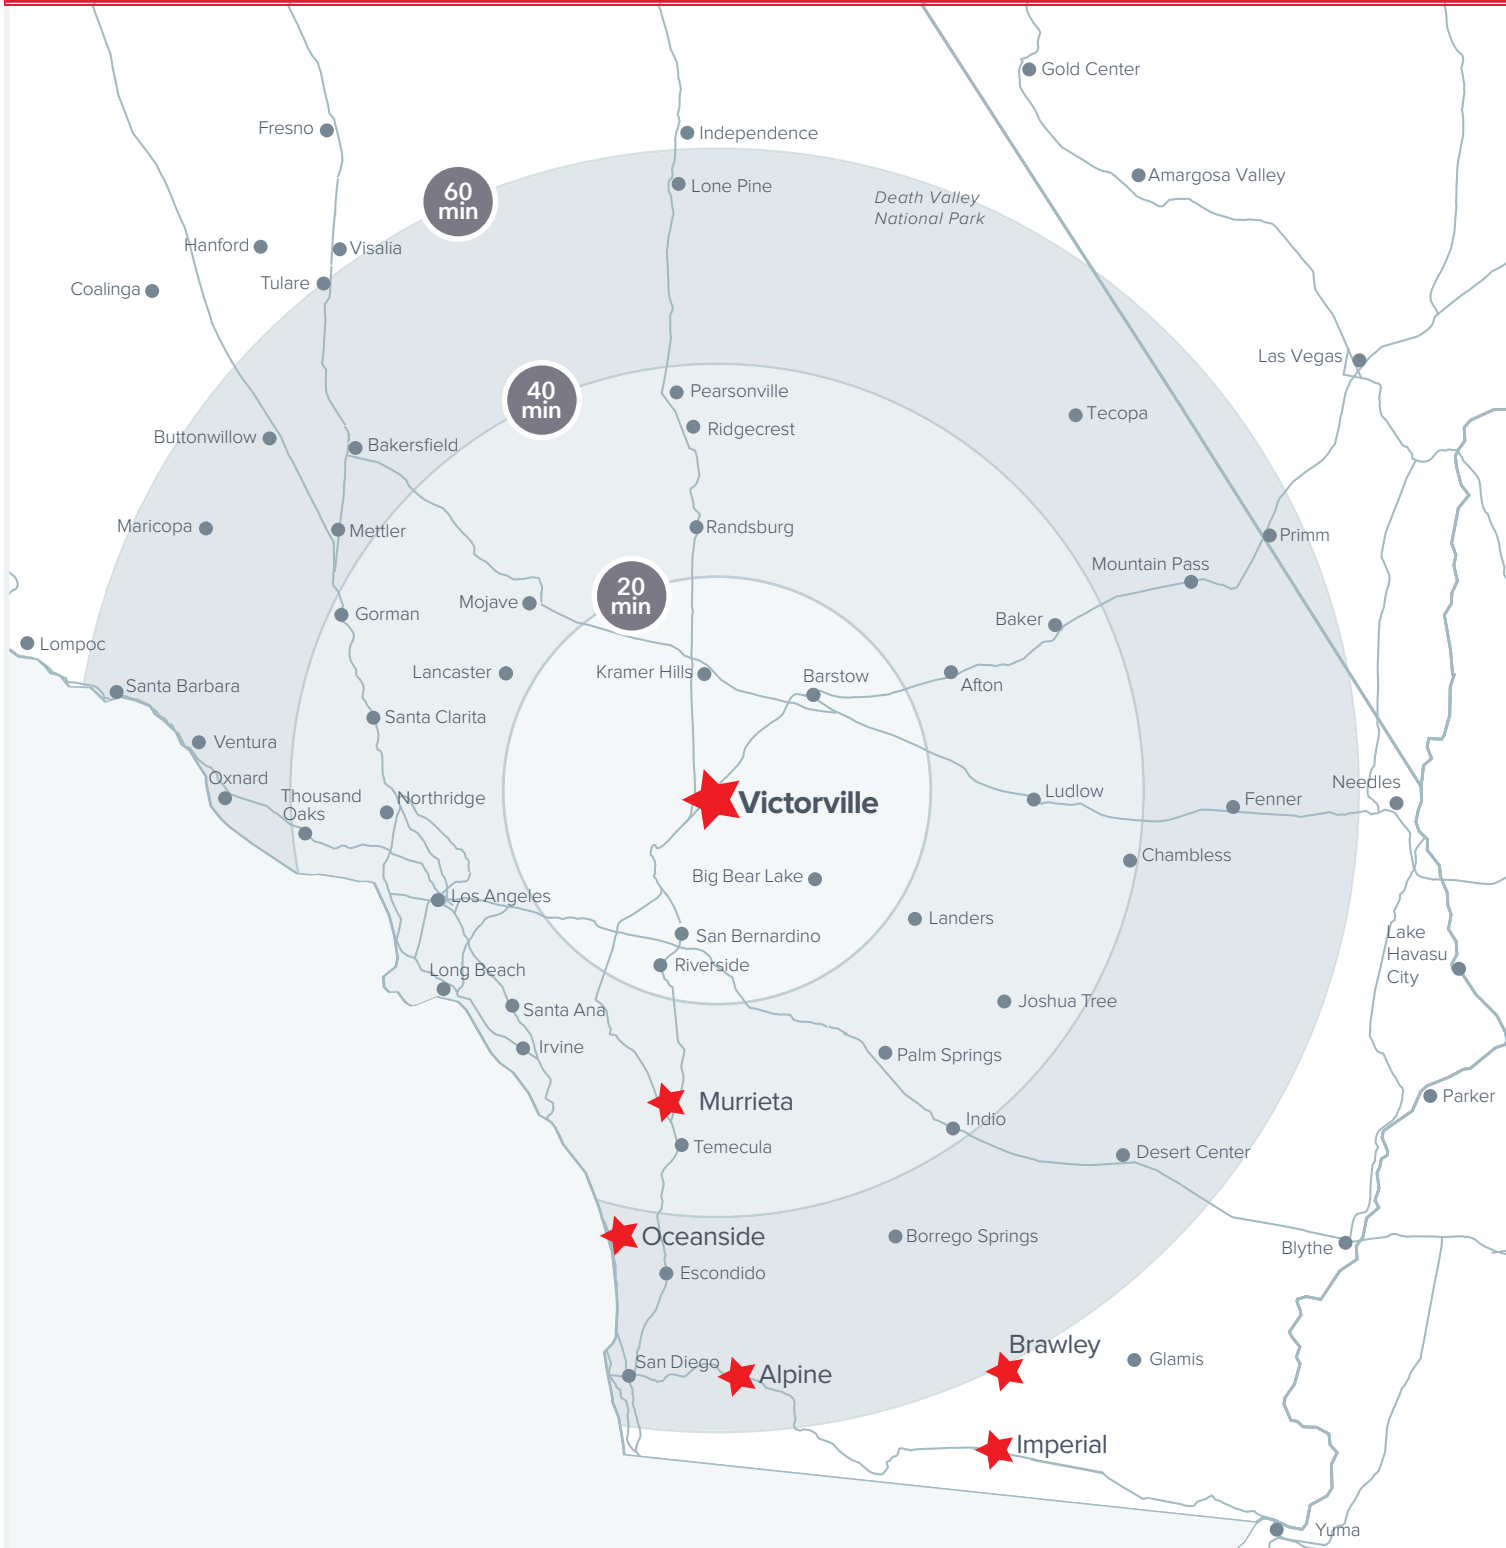 Gold Center
Fresno
Independence
Amargosa Valley
60
min
Lone Pine
Death Valley
National Park
Hanford
Visalia
Tulare
Coalinga
Las Vegas
40
min
Pearsonville
Tecopa
Ridgecrest
Buttonwillow
Bakersfield
Maricopa
Mettler
Randsburg
Primm
Mountain Pass
20
min
Mojave
Gorman
Baker
Lompoc
Lancaster
Kramer Hills
Barstow
Afton
Santa Barbara
Santa Clarita
Ventura
Oxnard
Thousand
Oaks
Northridge
Victorville
Ludlow
Fenner
Needles
Chambless
Big Bear Lake
Los Angeles
Landers
San Bernardino
Lake
Havasu
City
Riverside
Long Beach
Santa Ana
Joshua Tree
Irvine
Palm Springs
Murrieta
Parker
Indio
Temecula
Desert Center
Oceanside
Borrego Springs
Blythe
Escondido
Brawley
San Diego
Alpine
Glamis
Imperial
Yuma